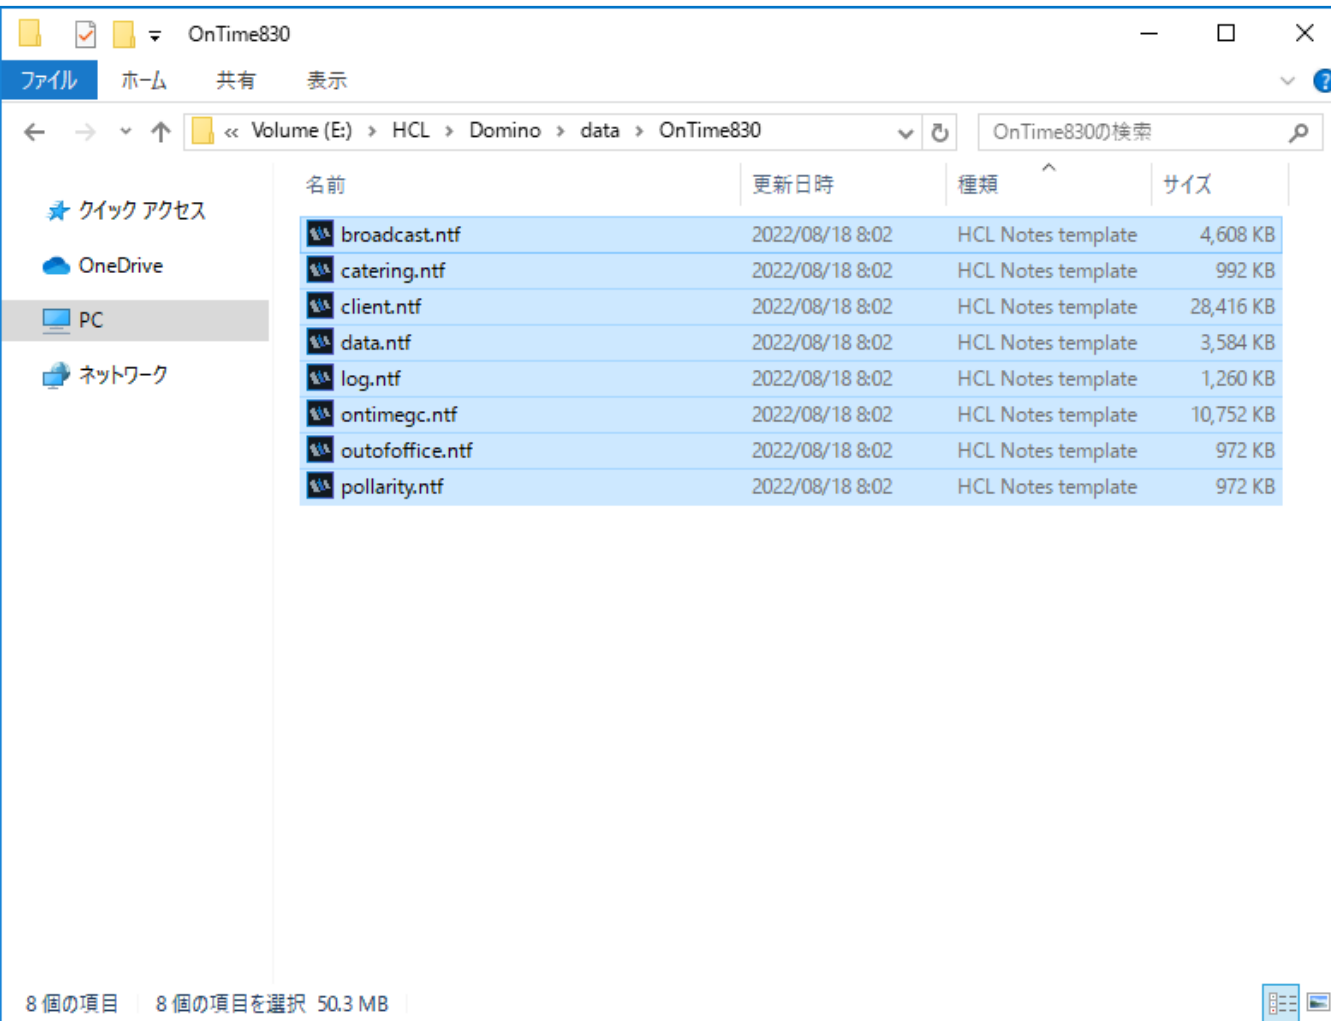 OnTime830
ファイル ホーム 共有 表示
« Volume (E:) › HCL › Domino › data › OnTime830 OnTime830の検索
名前 更新日時 種類 サイズ
クイック アクセス
OneDrive
PC
ネットワーク
broadcast.ntf 2022/08/18 8:02 HCL Notes template 4,608 KB
catering.ntf 2022/08/18 8:02 HCL Notes template 992 KB
client.ntf 2022/08/18 8:02 HCL Notes template 28,416 KB
data.ntf 2022/08/18 8:02 HCL Notes template 3,584 KB
log.ntf 2022/08/18 8:02 HCL Notes template 1,260 KB
ontimegc.ntf 2022/08/18 8:02 HCL Notes template 10,752 KB
outofoffice.ntf 2022/08/18 8:02 HCL Notes template 972 KB
pollarity.ntf 2022/08/18 8:02 HCL Notes template 972 KB
8 個の項目 8 個の項目を選択 50.3 MB